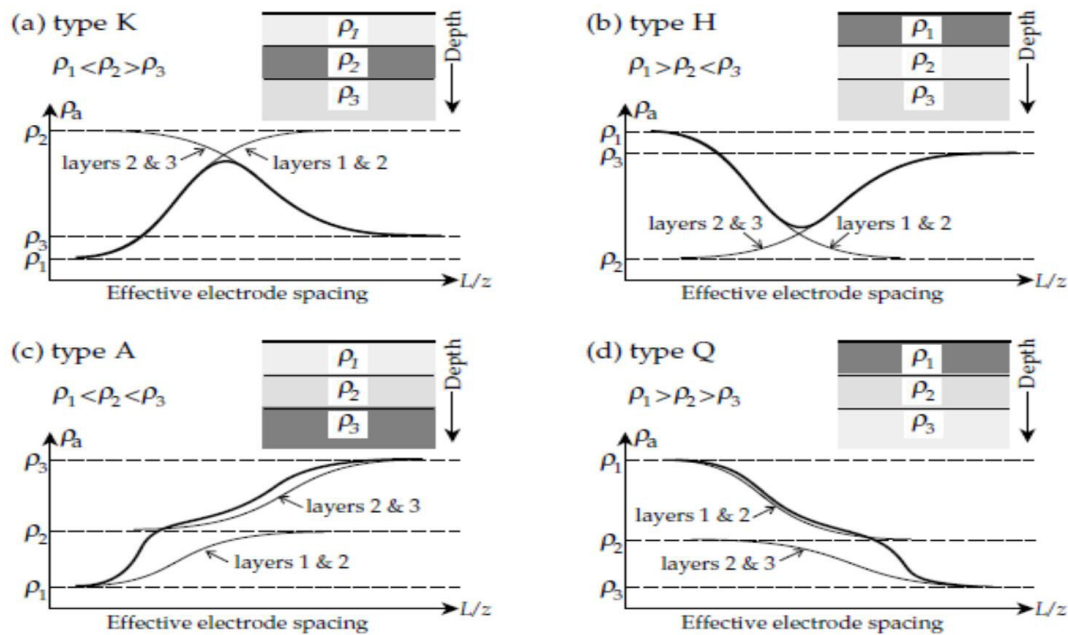 (a) type K
ρ₁<ρ₂>ρ₃
ρ₁
ρ₂
ρ₃
Depth
ρₐ
ρ₂
layers 2 & 3
layers 1 & 2
ρ₃
ρ₁
L/z
Effective electrode spacing
(b) type H
ρ₁>ρ₂<ρ₃
ρ₁
ρ₂
ρ₃
Depth
ρₐ
ρ₁
ρ₃
layers 2 & 3
layers 1 & 2
ρ₂
L/z
Effective electrode spacing
(c) type A
ρ₁<ρ₂<ρ₃
ρ₁
ρ₂
ρ₃
Depth
ρₐ
ρ₃
layers 2 & 3
ρ₂
layers 1 & 2
ρ₁
L/z
Effective electrode spacing
(d) type Q
ρ₁>ρ₂>ρ₃
ρ₁
ρ₂
ρ₃
Depth
ρₐ
ρ₁
layers 1 & 2
ρ₂
layers 2 & 3
ρ₃
L/z
Effective electrode spacing